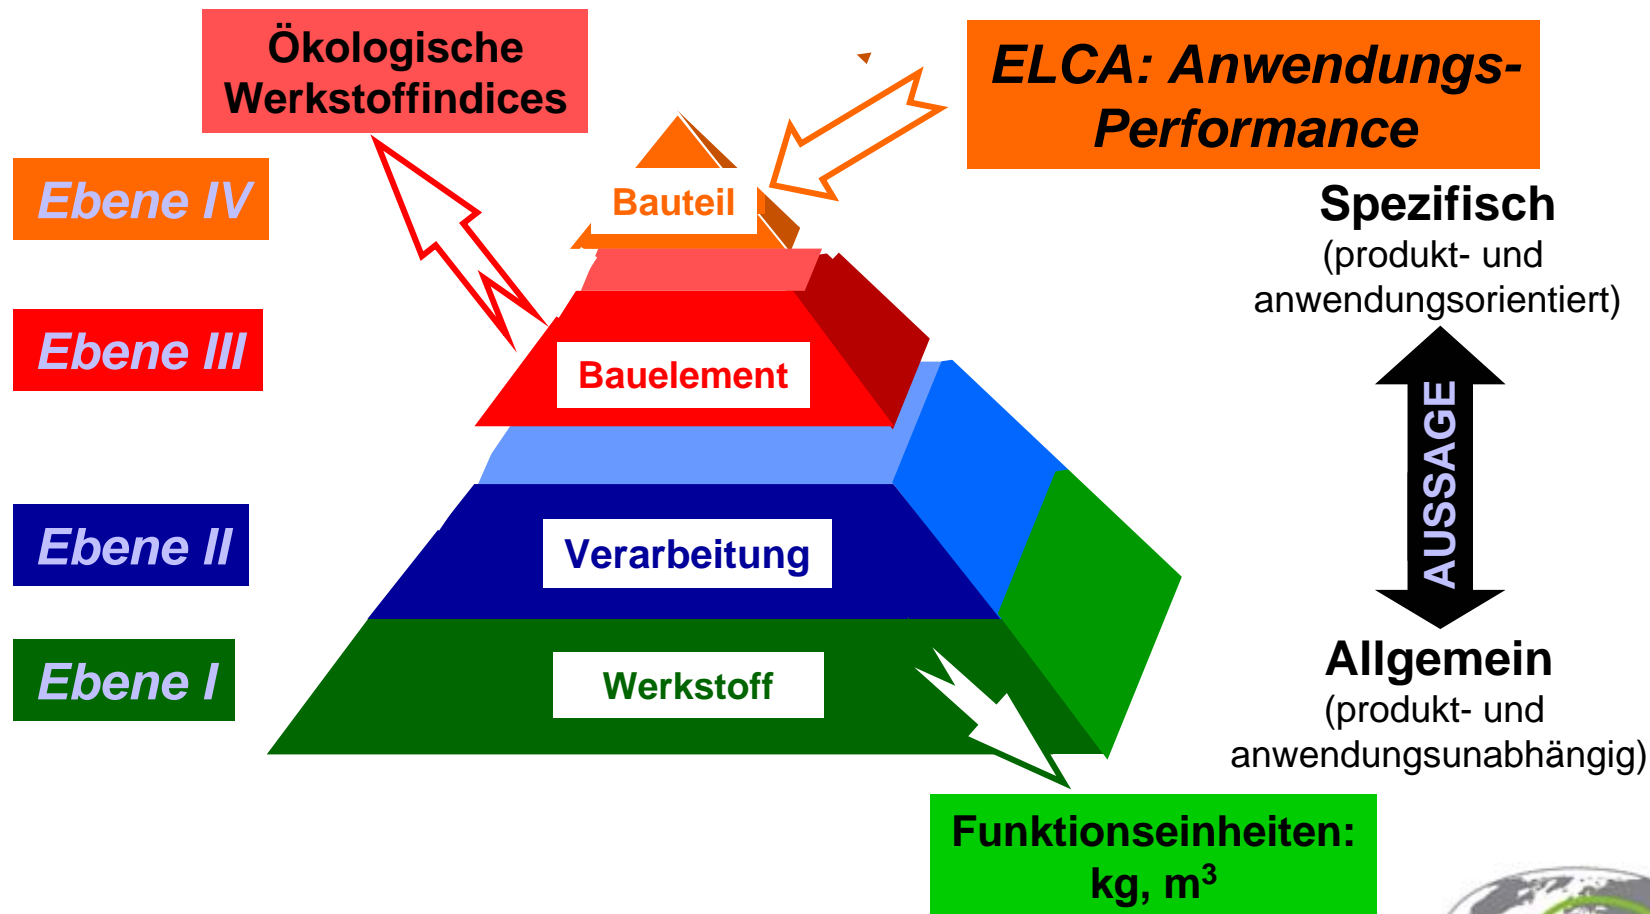 Ökologische
Werkstoffindices
ELCA: Anwendungs-
Performance
Ebene IV
Bauteil
Spezifisch
(produkt- und
anwendungsorientiert)
Ebene III
Bauelement
AUSSAGE
Ebene II
Verarbeitung
Ebene I
Werkstoff
Allgemein
(produkt- und
anwendungsunabhängig)
Funktionseinheiten:
kg, m³